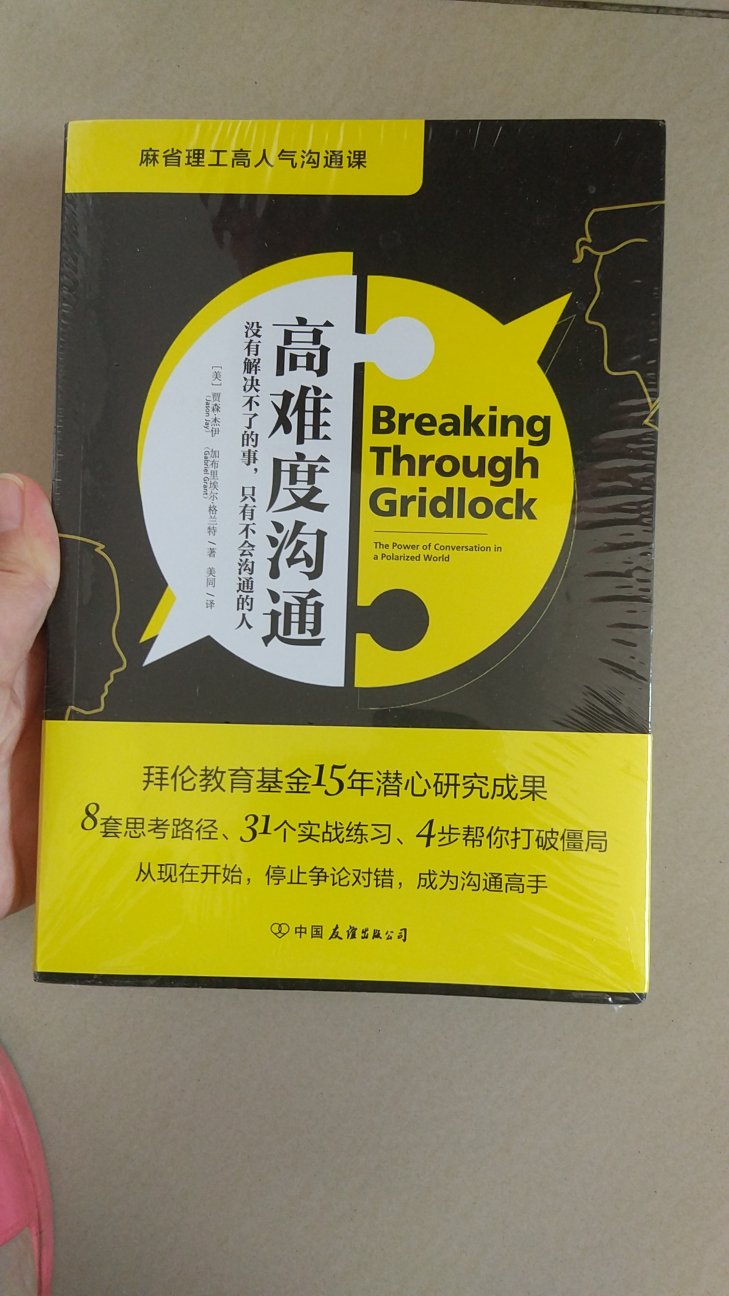 麻省理工高人气沟通课
高难度沟通
没有解决不了的事，只有不会沟通的人
［美］贾森·杰伊 加布里埃尔·格兰特／著 美同／译
(Jason Jay) (Gabriel Grant)
Breaking
Through
Gridlock
The Power of Conversation in
a Polarized World
拜伦教育基金15年潜心研究成果
8套思考路径、31个实战练习、4步帮你打破僵局
从现在开始，停止争论对错，成为沟通高手
中国友谊出版公司